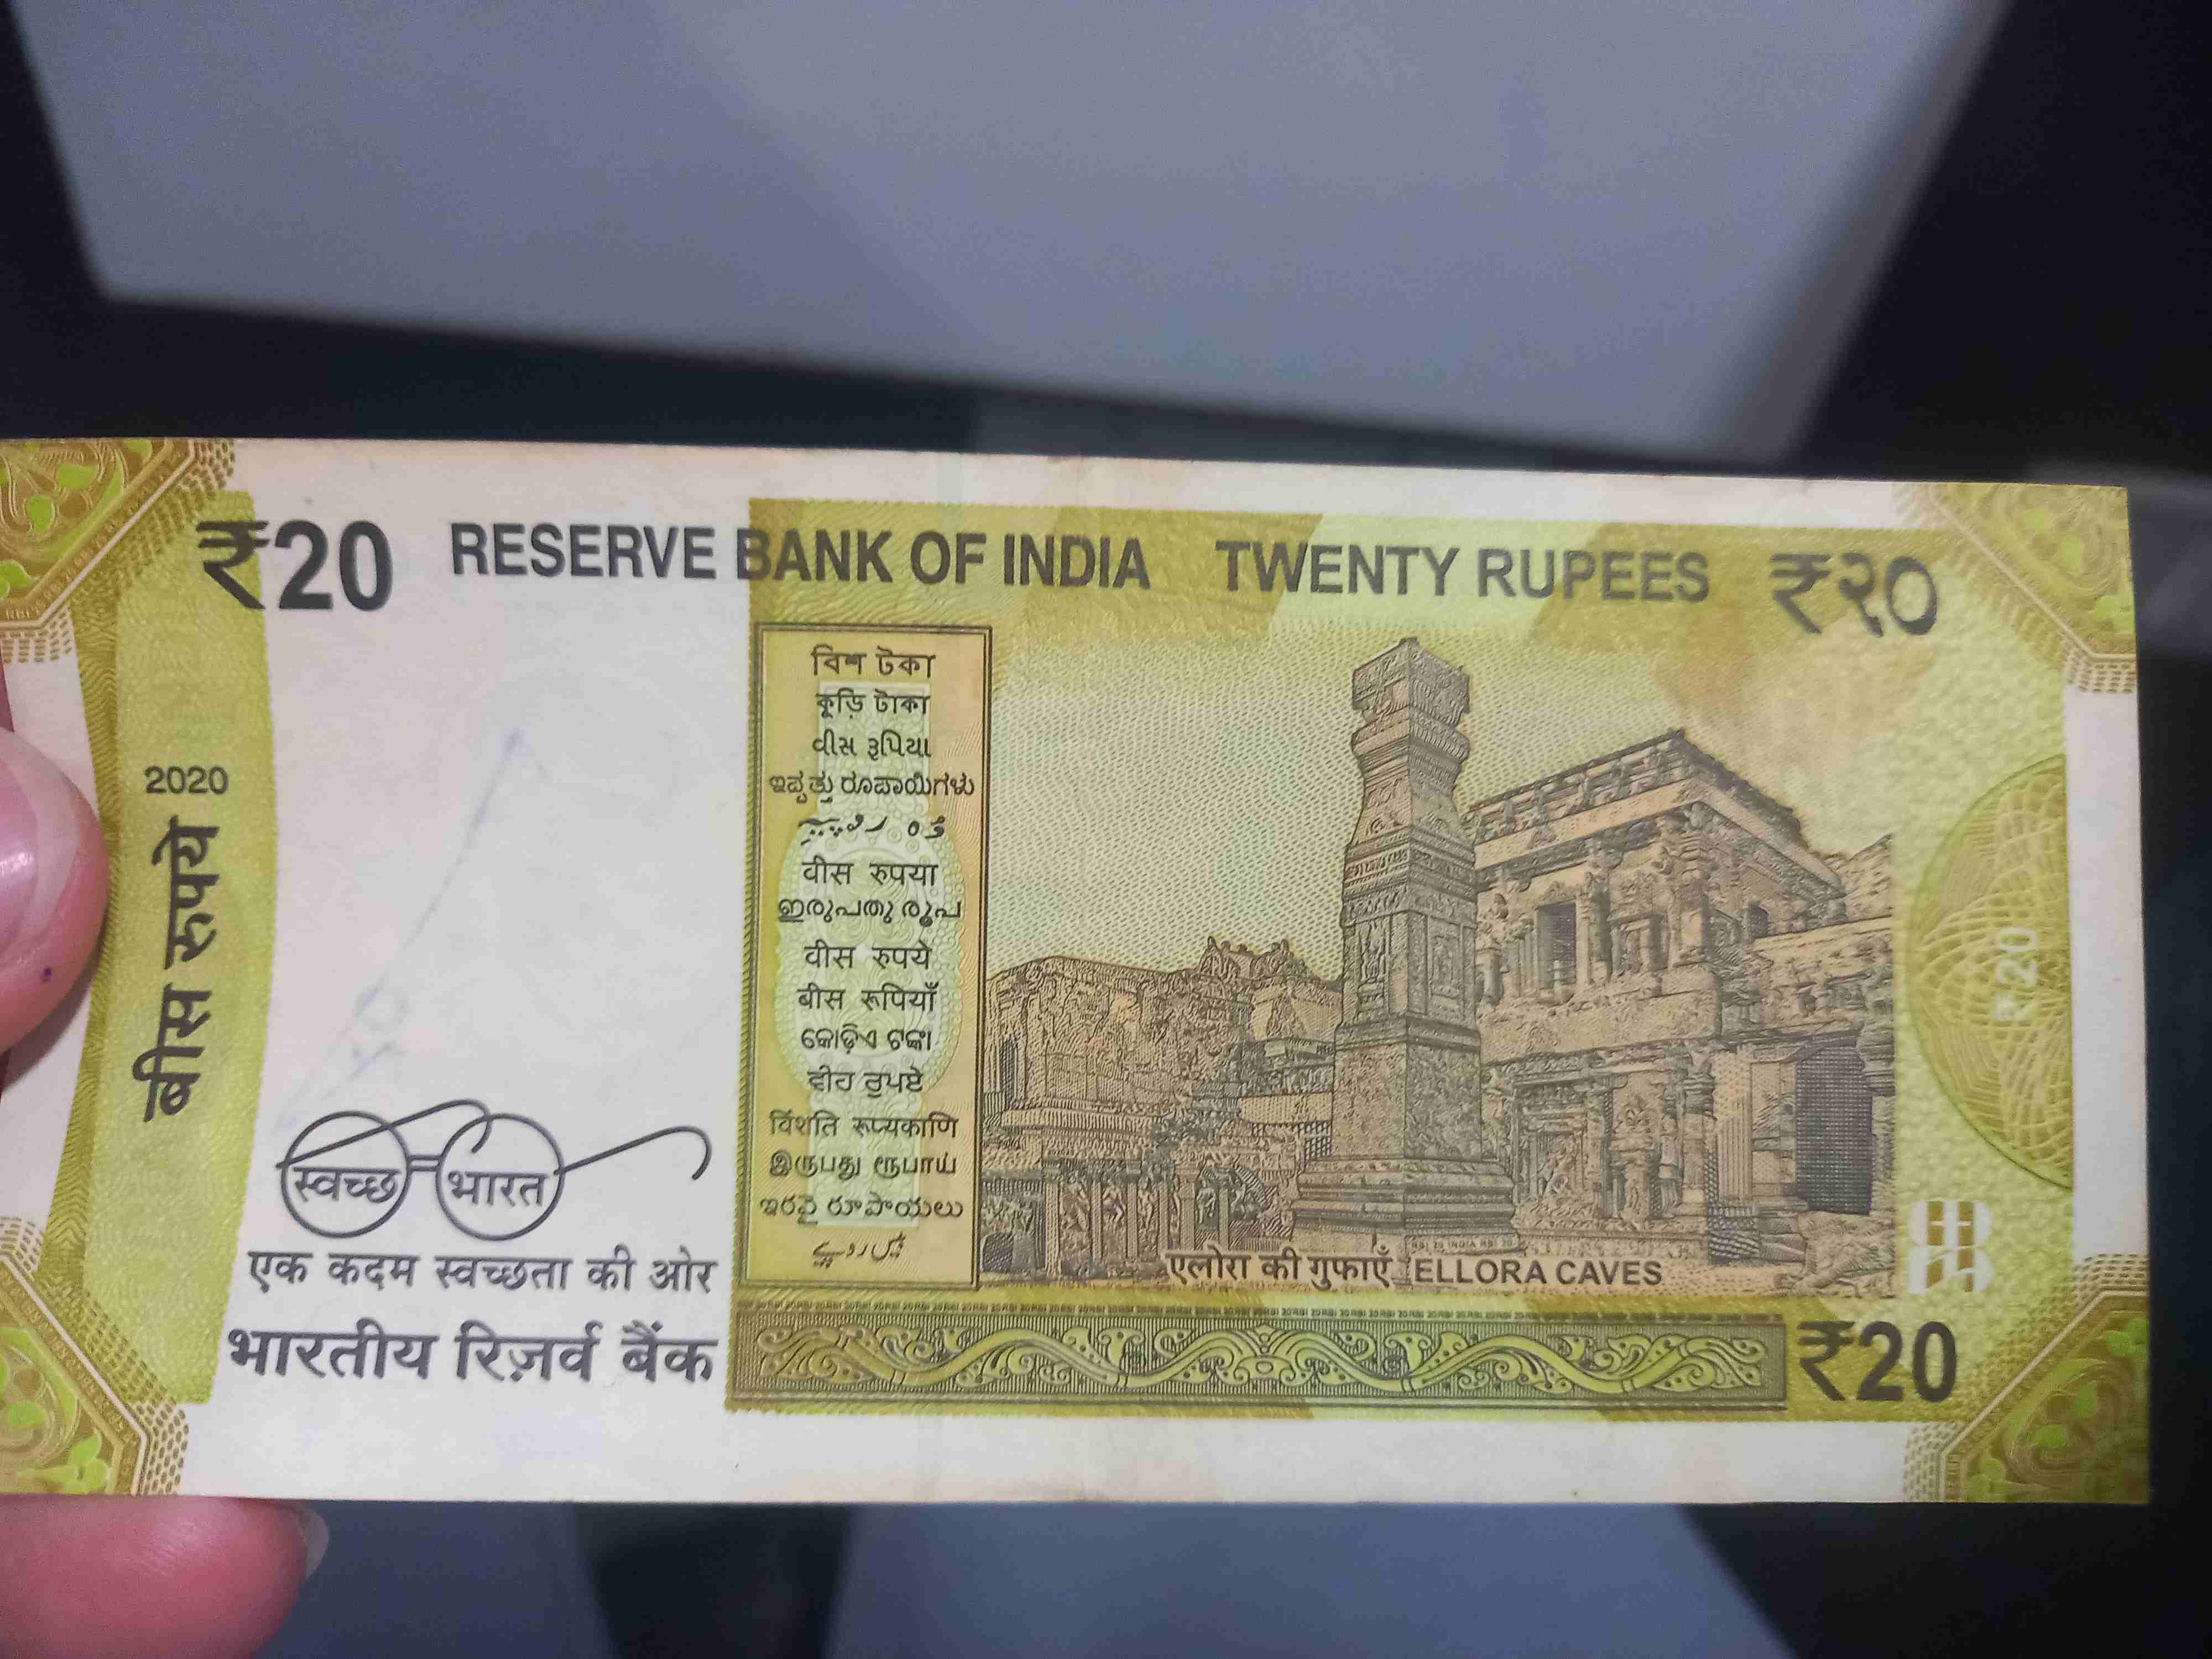 ₹20 RESERVE BANK OF INDIA TWENTY RUPEES ₹२०
2020
बीस रुपये
বিশ টকা
কুড়ি টাকা
વીસ રૂપિયા
ಇಪ್ಪತ್ತು ರೂಪಾಯಿಗಳು
वीस रुपया
ഇരുപതു രൂപ
वीस रुपये
बीस रूपियाँ
କୋଡ଼ିଏ ଟଙ୍କା
ਵੀਹ ਰੁਪਏ
विंशति रूप्यकाणि
இருபது ரூபாய்
ఇరవై రూపాయలు
₹20
स्वच्छ भारत
एक कदम स्वच्छता की ओर
भारतीय रिज़र्व बैंक
एलोरा की गुफाएँ ELLORA CAVES
₹20